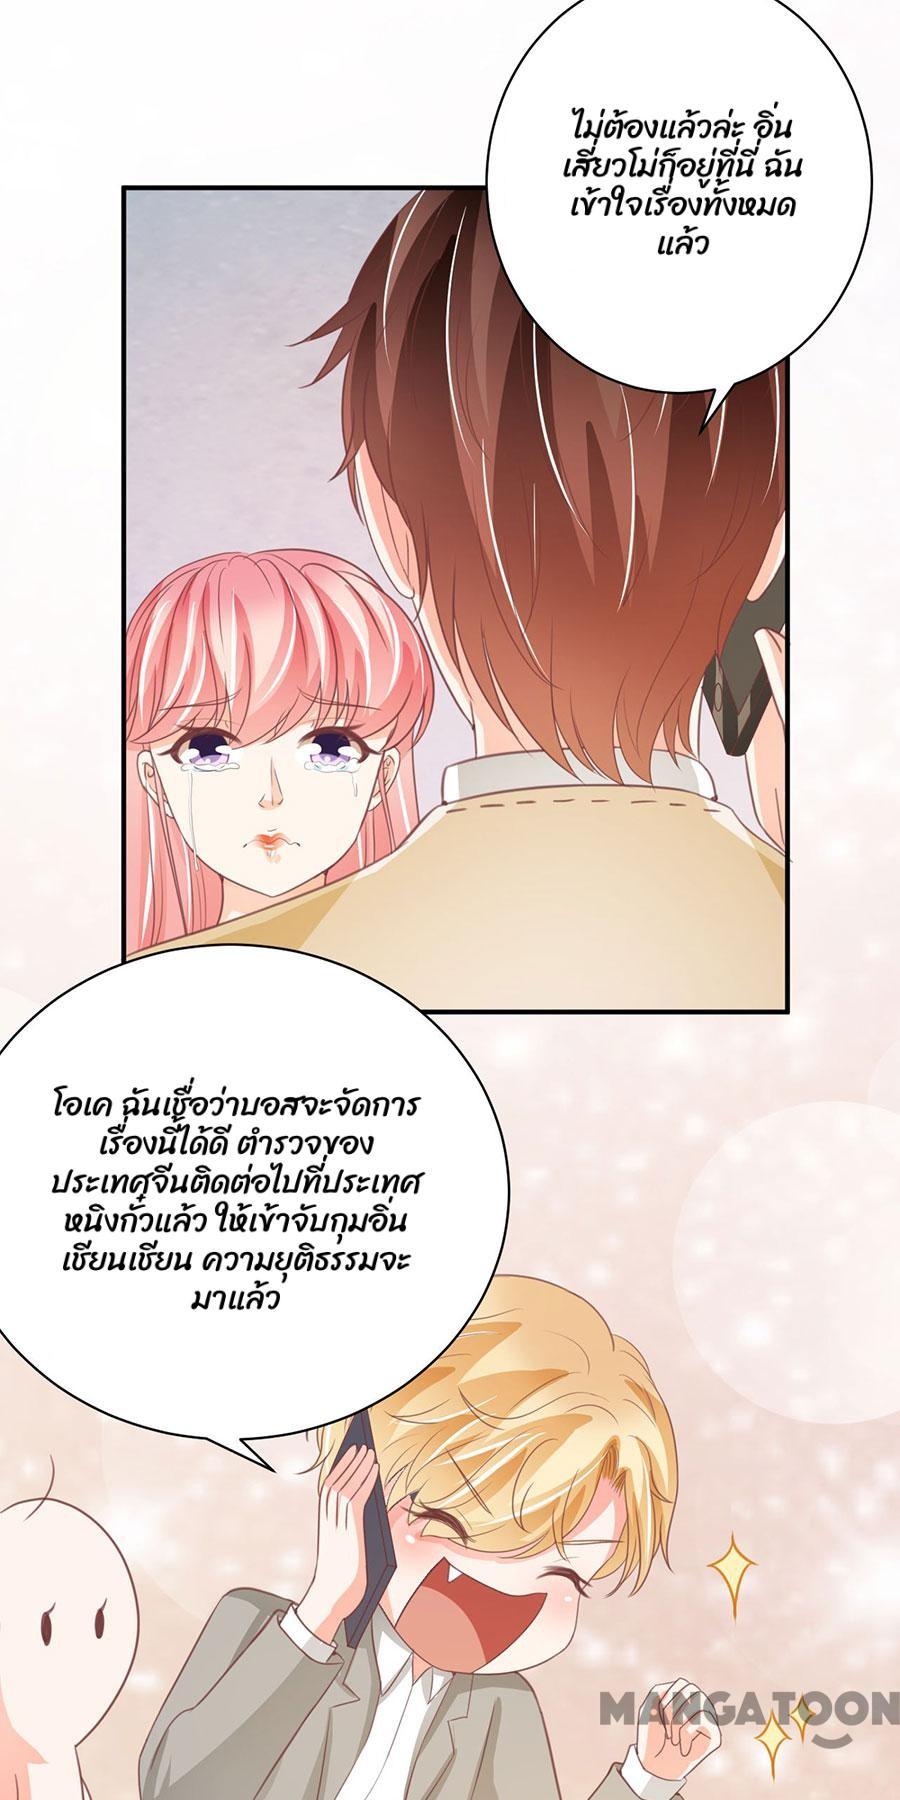 ไม่ต้องแล้วล่ะ อิ่น
เสี่ยวโม่ก็อยู่ที่นี่ ฉัน
เข้าใจเรื่องทั้งหมด
แล้ว
โอเค ฉันเชื่อว่าบอสจะจัดการ
เรื่องนี้ได้ดี ตำรวจของ
ประเทศจีนติดต่อไปที่ประเทศ
หนิงกั๋วแล้ว ให้เข้าจับกุมอิ่น
เชียนเชียน ความยุติธรรมจะ
มาแล้ว
MANGATOON